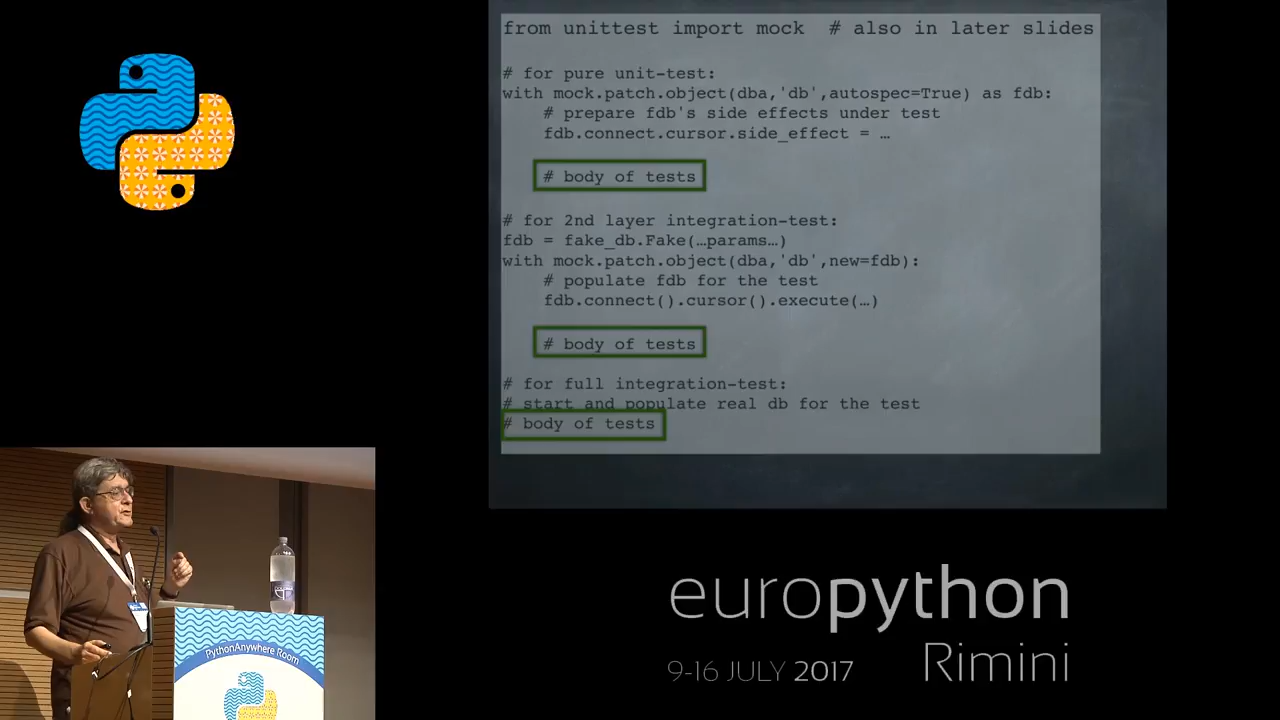 from unittest import mock  # also in later slides
# for pure unit-test:
with mock.patch.object(dba,'db',autospec=True) as fdb:
# prepare fdb's side effects under test
fdb.connect.cursor.side_effect = …
# body of tests
# for 2nd layer integration-test:
fdb = fake_db.Fake(…params…)
with mock.patch.object(dba,'db',new=fdb):
# populate fdb for the test
fdb.connect().cursor().execute(…)
# body of tests
# for full integration-test:
# start and populate real db for the test
# body of tests
PythonAnywhere Room
europython
Rimini
9-16 JULY 2017